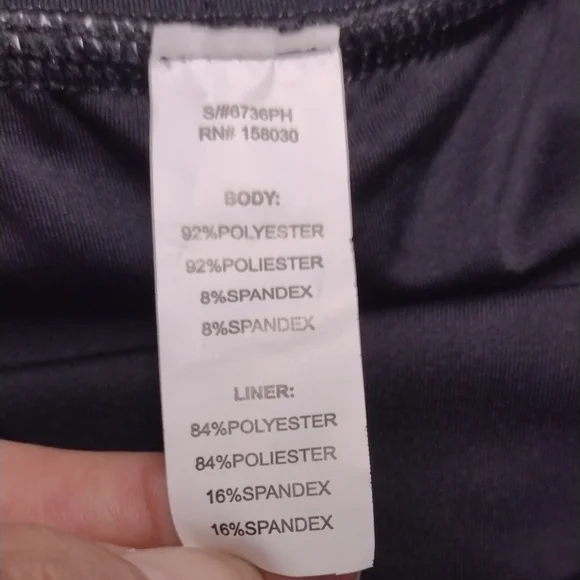 S/#6736PH
RN# 158030
BODY:
92%POLYESTER
92%POLIESTER
8%SPANDEX
8%SPANDEX
LINER:
84%POLYESTER
84%POLIESTER
16%SPANDEX
16%SPANDEX